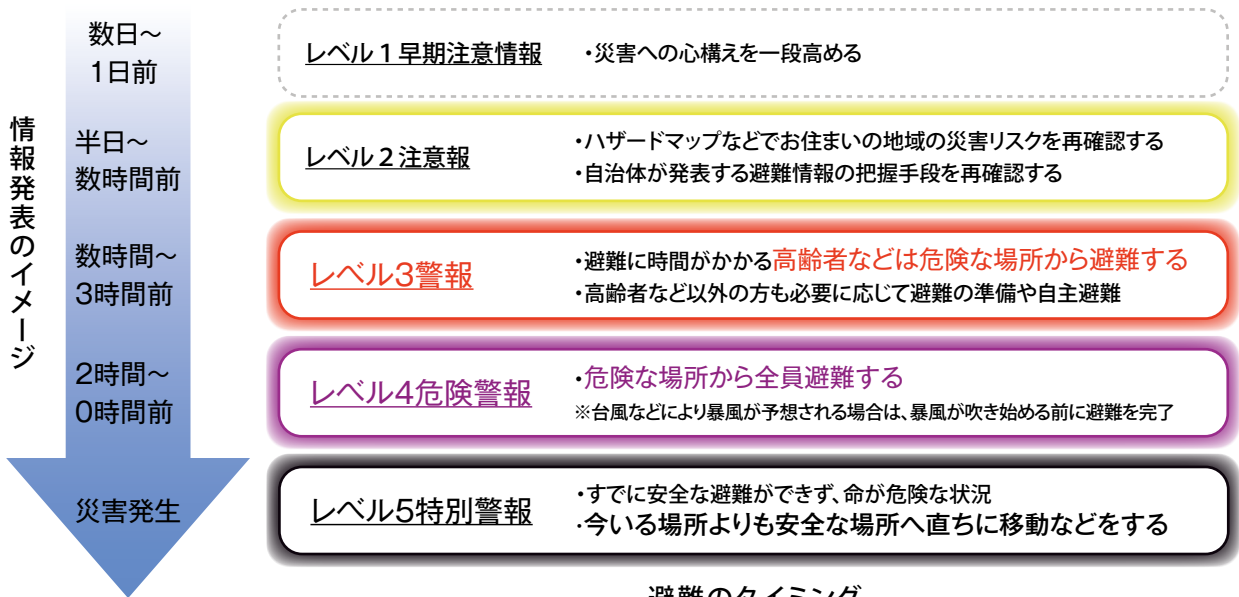 情報発表のイメージ
数日～
1日前
レベル1早期注意情報
・災害への心構えを一段高める
半日～
数時間前
レベル2注意報
・ハザードマップなどでお住まいの地域の災害リスクを再確認する
・自治体が発表する避難情報の把握手段を再確認する
数時間～
3時間前
レベル3警報
・避難に時間がかかる高齢者などは危険な場所から避難する
・高齢者など以外の方も必要に応じて避難の準備や自主避難
2時間～
0時間前
レベル4危険警報
・危険な場所から全員避難する
※台風などにより暴風が予想される場合は、暴風が吹き始める前に避難を完了
災害発生
レベル5特別警報
・すでに安全な避難ができず、命が危険な状況
・今いる場所よりも安全な場所へ直ちに移動などをする
避難のタイミング